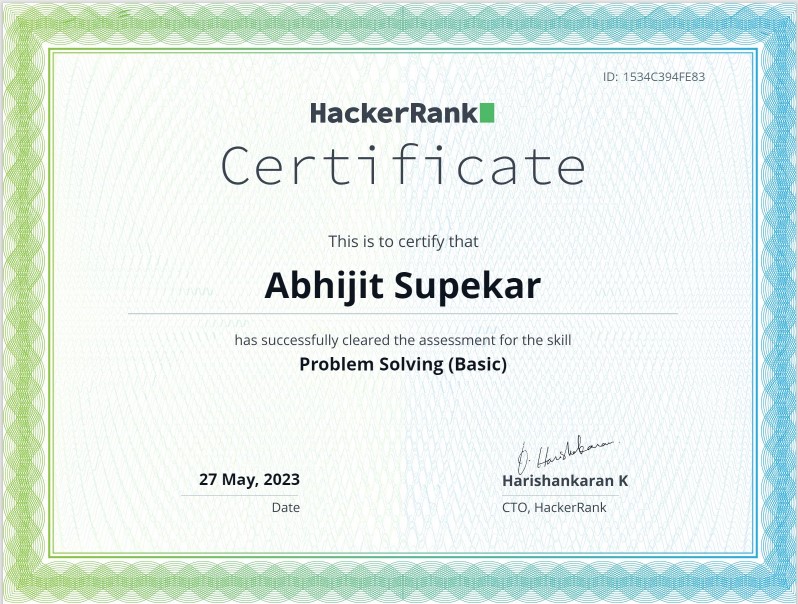 ID: 1534C394FE83
HackerRank
Certificate
This is to certify that
Abhijit Supekar
has successfully cleared the assessment for the skill
Problem Solving (Basic)
27 May, 2023
Date
D. Harishankaran
Harishankaran K
CTO, HackerRank